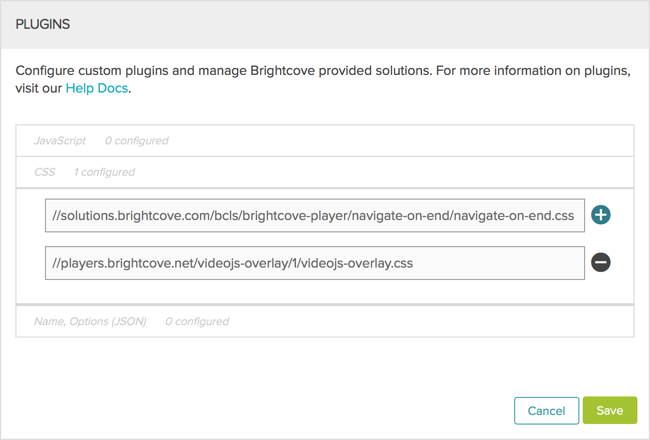 PLUGINS
Configure custom plugins and manage Brightcove provided solutions. For more information on plugins,
visit our Help Docs.
JavaScript 0 configured
CSS 1 configured
//solutions.brightcove.com/bcls/brightcove-player/navigate-on-end/navigate-on-end.css
//players.brightcove.net/videojs-overlay/1/videojs-overlay.css
Name, Options (JSON) 0 configured
Cancel Save